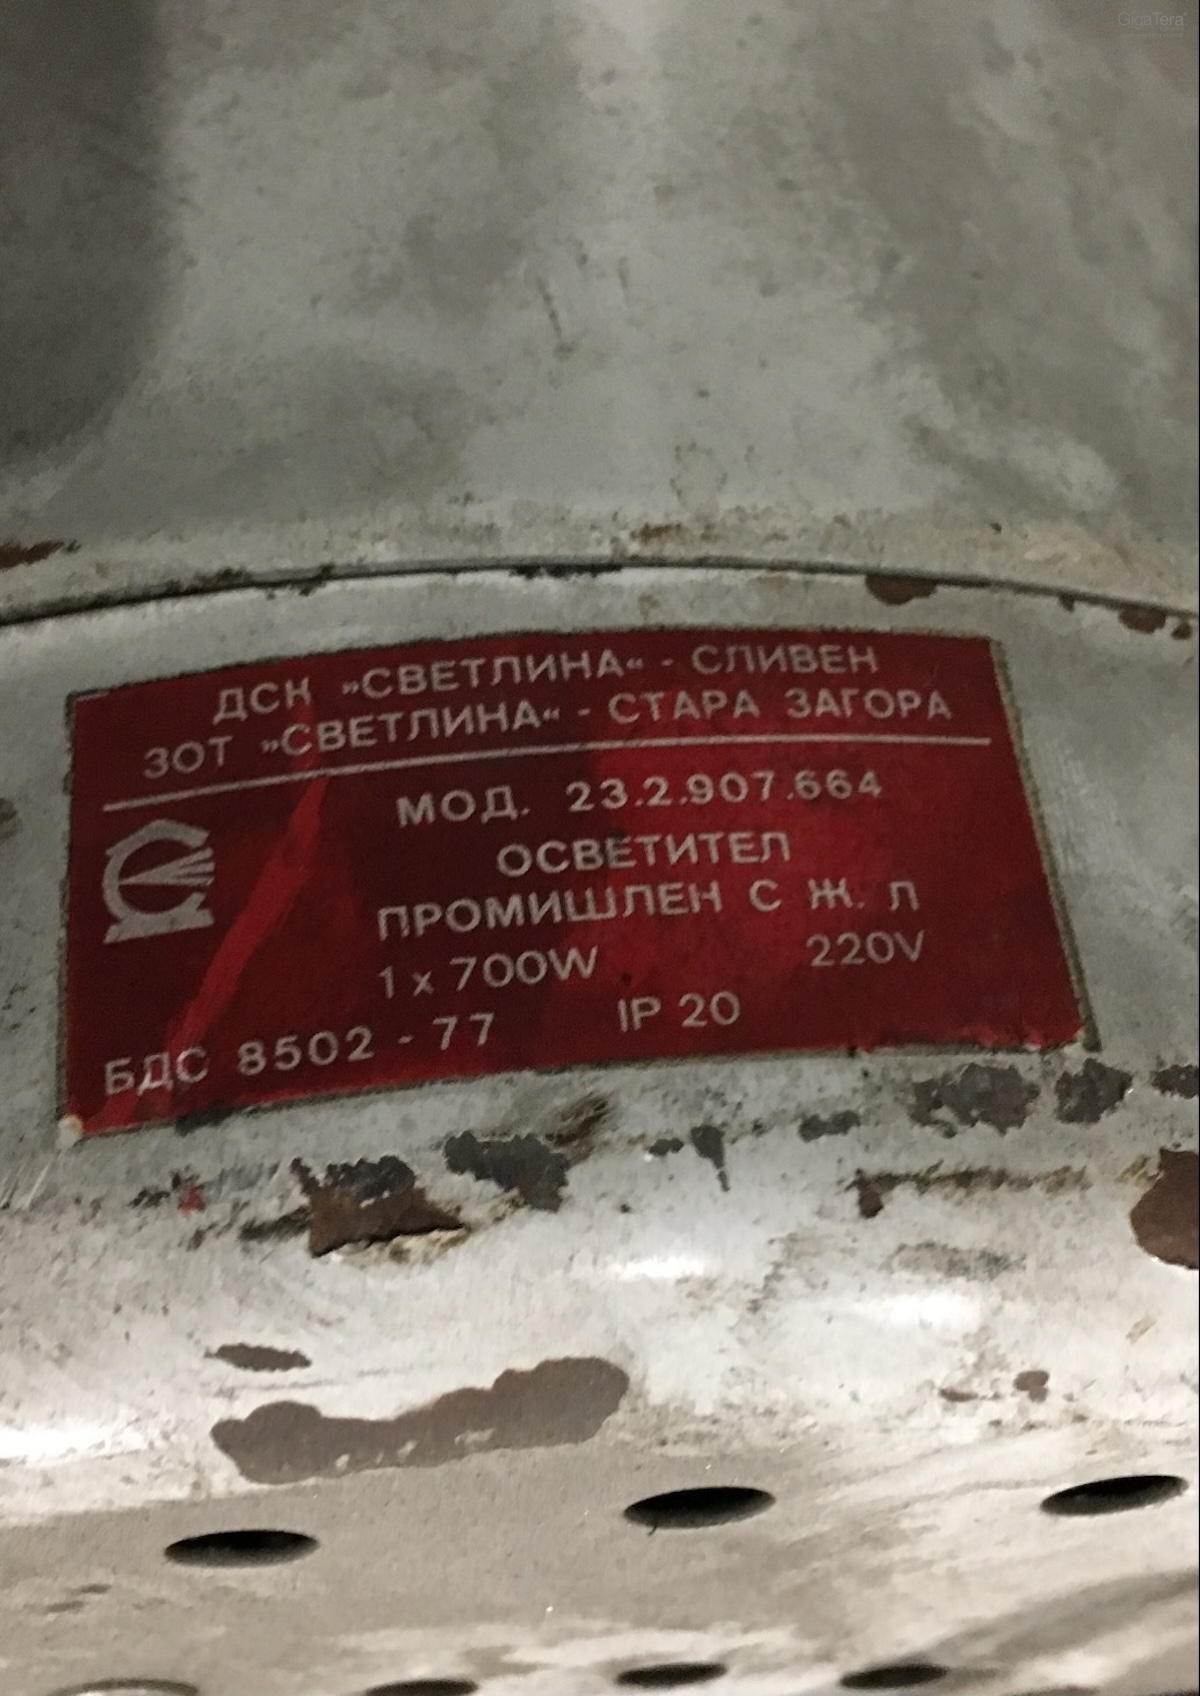 GigaTera
ДСК „СВЕТЛИНА“ - СЛИВЕН
ЗОТ „СВЕТЛИНА“ - СТАРА ЗАГОРА
МОД. 23.2.907.664
ОСВЕТИТЕЛ
ПРОМИШЛЕН С Ж. Л
1 x 700W 220V
БДС 8502 - 77 IP 20